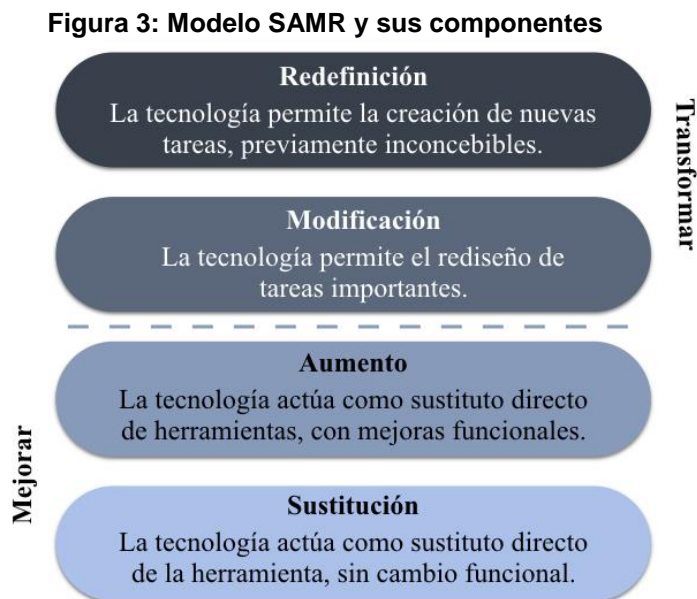 Figura 3: Modelo SAMR y sus componentes
Redefinición
La tecnología permite la creación de nuevas
tareas, previamente inconcebibles.
Transformar
Modificación
La tecnología permite el rediseño de
tareas importantes.
Aumento
La tecnología actúa como sustituto directo
de herramientas, con mejoras funcionales.
Mejorar
Sustitución
La tecnología actúa como sustituto directo
de la herramienta, sin cambio funcional.